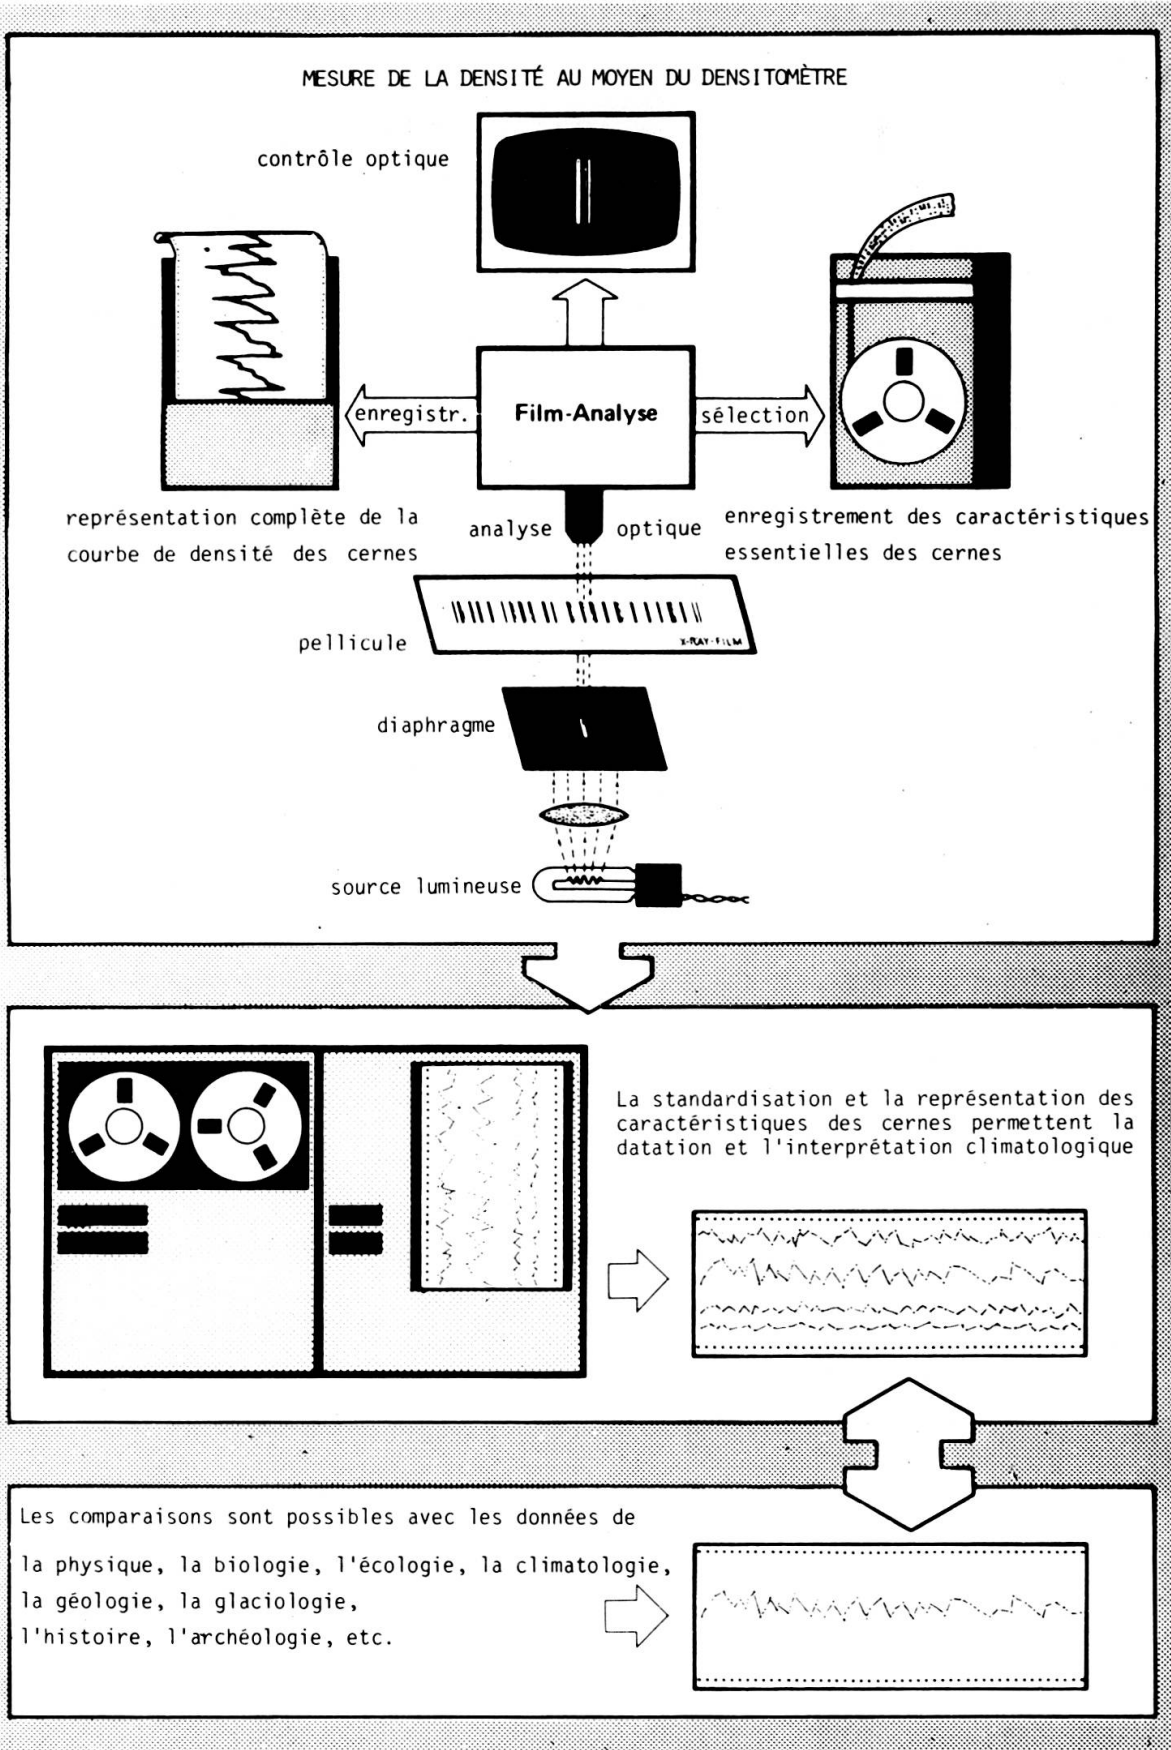 MESURE DE LA DENSITÉ AU MOYEN DU DENSITOMÈTRE
contrôle optique
enregistr.
Film-Analyse
sélection
représentation complète de la
courbe de densité des cernes
analyse
optique
enregistrement des caractéristiques
essentielles des cernes
pellicule
X-RAY-FILM
diaphragme
source lumineuse
La standardisation et la représentation des
caractéristiques des cernes permettent la
datation et l'interprétation climatologique
Les comparaisons sont possibles avec les données de
la physique, la biologie, l'écologie, la climatologie,
la géologie, la glaciologie,
l'histoire, l'archéologie, etc.